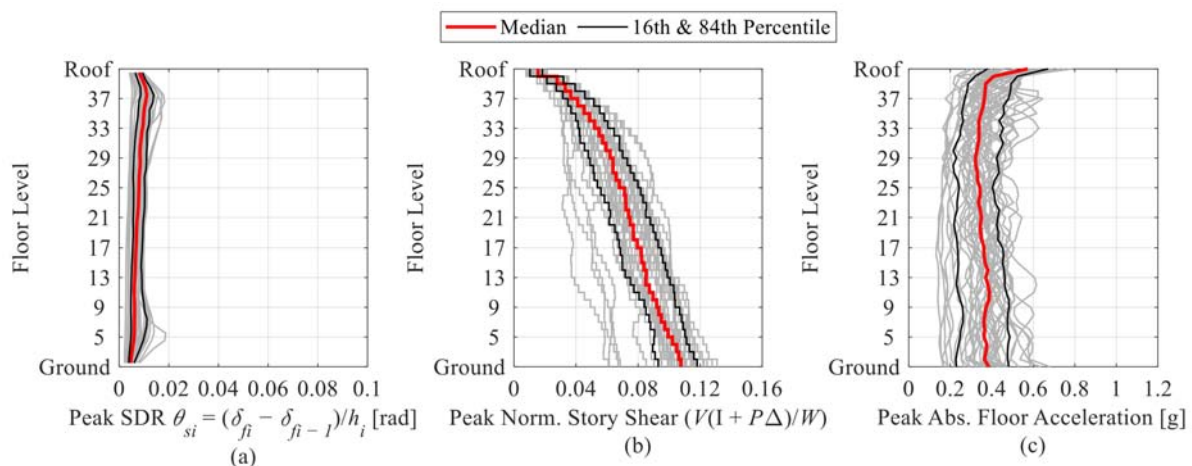 Median
16th & 84th Percentile
Roof
37
33
29
25
21
17
13
9
5
Ground
Floor Level
0 0.02 0.04 0.06 0.08 0.1
Peak SDR θsi = (δfi − δfi − 1)/hi [rad]
(a)
Roof
37
33
29
25
21
17
13
9
5
Ground
Floor Level
0 0.04 0.08 0.12 0.16
Peak Norm. Story Shear (V(I + PΔ)/W)
(b)
Roof
37
33
29
25
21
17
13
9
5
Ground
Floor Level
0 0.2 0.4 0.6 0.8 1 1.2
Peak Abs. Floor Acceleration [g]
(c)